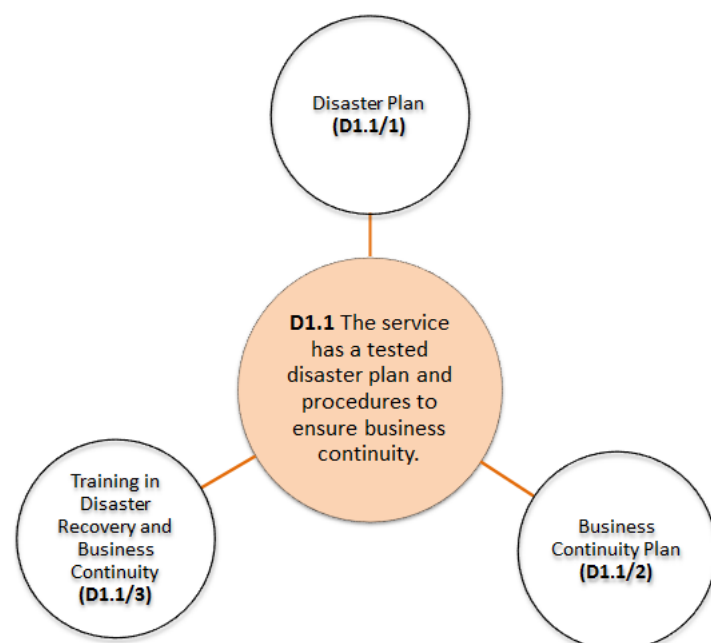 Disaster Plan
(D1.1/1)
D1.1 The service
has a tested
disaster plan and
procedures to
ensure business
continuity.
Training in
Disaster
Recovery and
Business
Continuity
(D1.1/3)
Business
Continuity Plan
(D1.1/2)